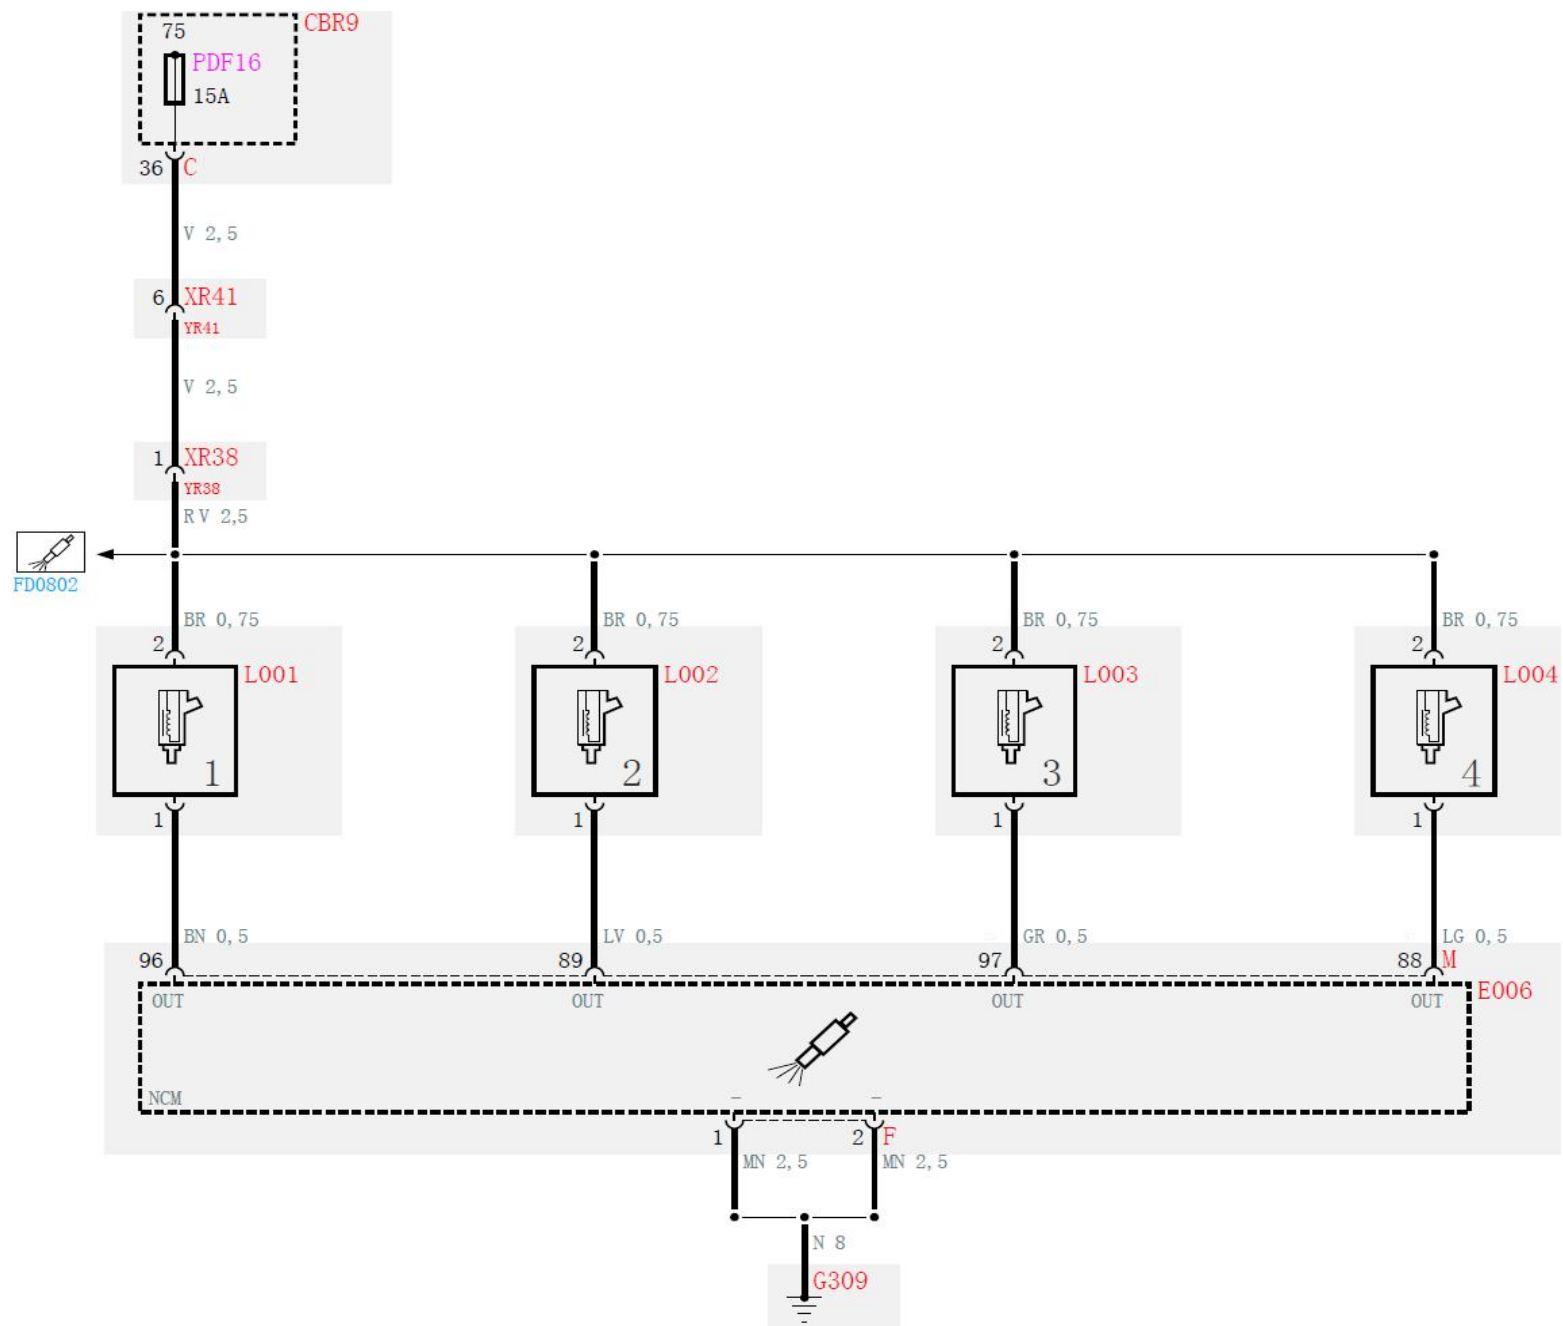 75
CBR9
PDF16
15A
36 C
V 2,5
6 XR41
YR41
V 2,5
1 XR38
YR38
RV 2,5
FD0802
BR 0,75 BR 0,75 BR 0,75 BR 0,75
2 2 2 2
L001 L002 L003 L004
1 2 3 4
1 1 1 1
BN 0,5 LV 0,5 GR 0,5 LG 0,5
96 89 97 88 M
OUT OUT OUT OUT E006
NCM - -
1 2 F
MN 2,5 MN 2,5
N 8
G309